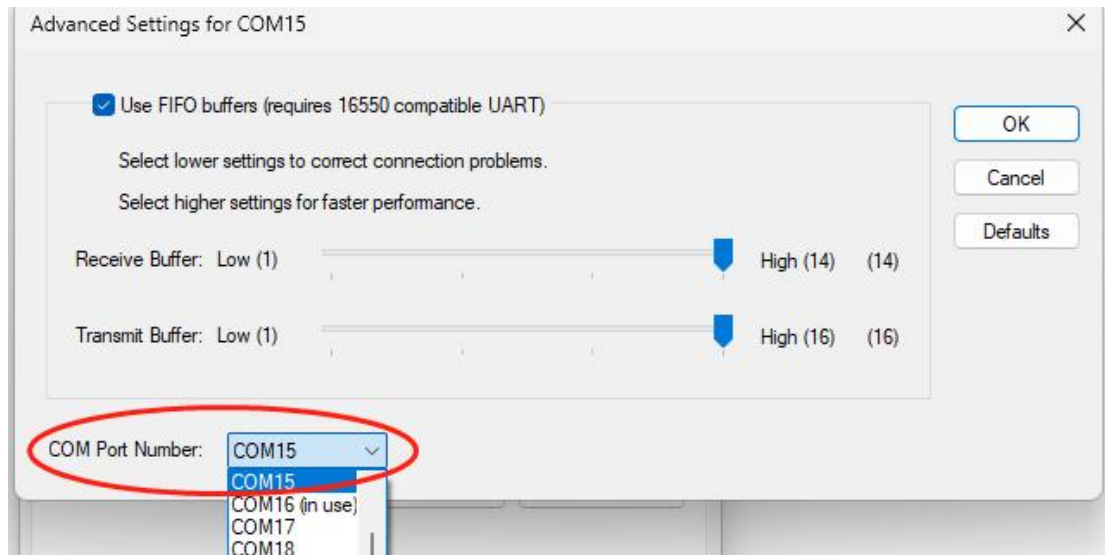 Advanced Settings for COM15
Use FIFO buffers (requires 16550 compatible UART)
OK
Select lower settings to correct connection problems.
Cancel
Select higher settings for faster performance.
Defaults
Receive Buffer: Low (1) High (14) (14)
Transmit Buffer: Low (1) High (16) (16)
COM Port Number: COM15
COM15
COM16 (in use)
COM17
COM18